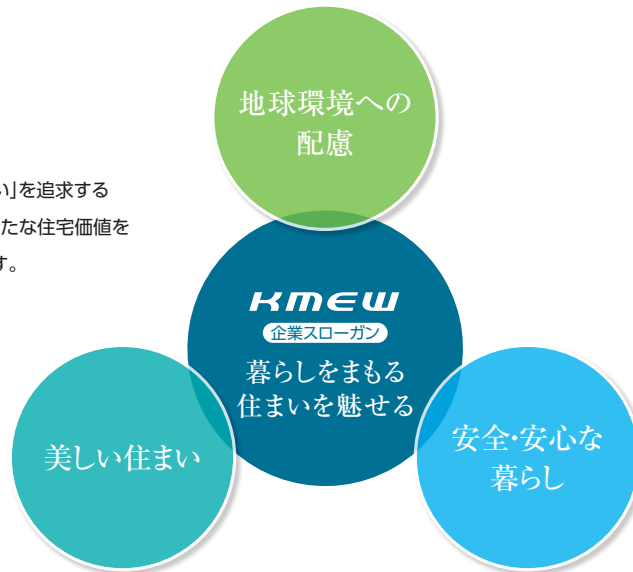 地球環境への
配慮
い」を追求する
たな住宅価値を
す。
KMEW
企業スローガン
暮らしをまもる
住まいを魅せる
美しい住まい
安全・安心な
暮らし